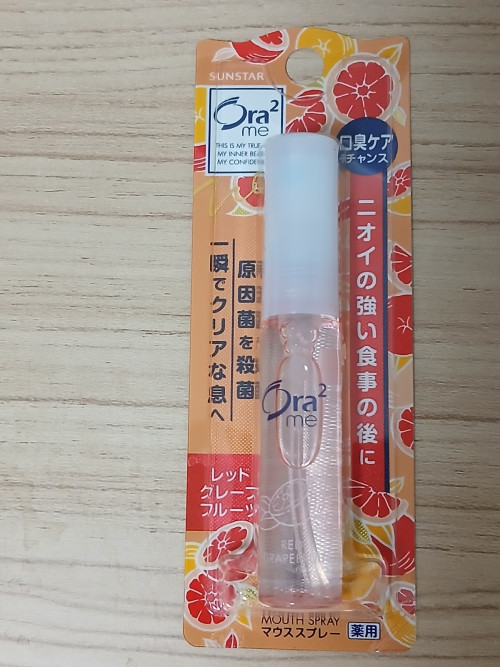 SUNSTAR
Ora²
me
THIS IS MY TRUE
MY INNER
MY
口臭ケア
チャンス
ニオイの強い食事の後に
原因菌を殺菌
一瞬でクリアな息へ
Ora²
me
レッド
グレープ
フルーツ
RED
MOUTH SPRAY
マウススプレー
薬用